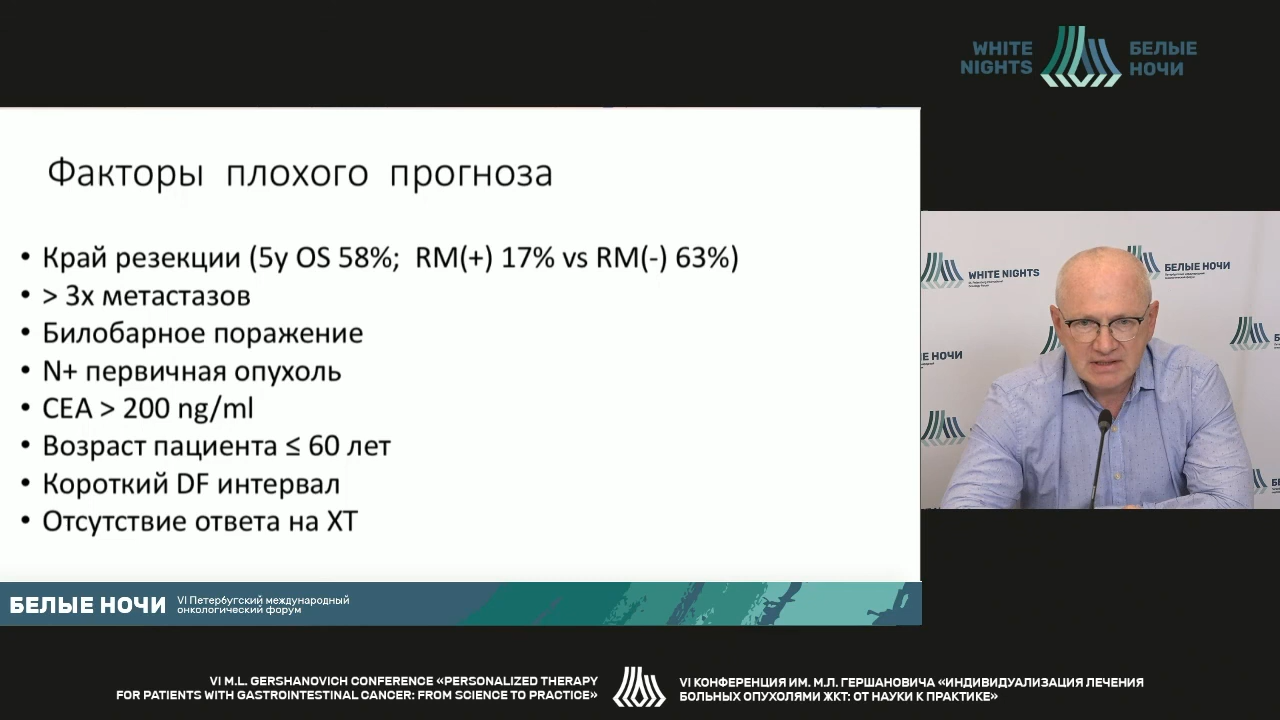 WHITE
NIGHTS
БЕЛЫЕ
НОЧИ
Факторы плохого прогноза
• Край резекции (5y OS 58%; RM(+) 17% vs RM(-) 63%)
• > 3х метастазов
• Билобарное поражение
• N+ первичная опухоль
• CEA > 200 ng/ml
• Возраст пациента ≤ 60 лет
• Короткий DF интервал
• Отсутствие ответа на ХТ
WHITE NIGHTS
БЕЛЫЕ НОЧИ
БЕЛЫЕ НОЧИ
VI Петербургский международный
онкологический форум
VI M.L. GERSHANOVICH CONFERENCE «PERSONALIZED THERAPY
FOR PATIENTS WITH GASTROINTESTINAL CANCER: FROM SCIENCE TO PRACTICE»
VI КОНФЕРЕНЦИЯ ИМ. М.Л. ГЕРШАНОВИЧА «ИНДИВИДУАЛИЗАЦИЯ ЛЕЧЕНИЯ
БОЛЬНЫХ ОПУХОЛЯМИ ЖКТ: ОТ НАУКИ К ПРАКТИКЕ»